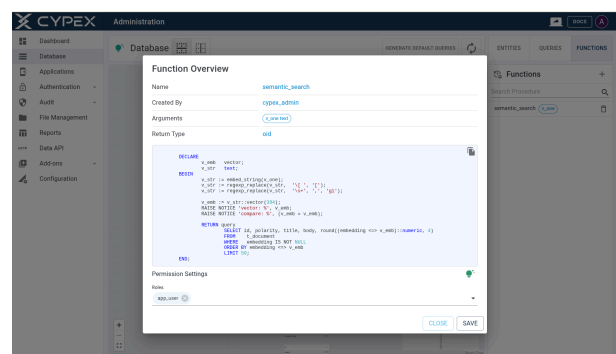 CYPEX
Administration
DOCS
A
Dashboard
Database
Applications
Authentication
Audit
File Management
Reports
Data API
Add-ons
Configuration
Database
GENERATE DEFAULT QUERIES
ENTITIES
QUERIES
FUNCTIONS
Functions
+
Search Procedure
semantic_search
v_one
Function Overview
Name
semantic_search
Created By
cypex_admin
Arguments
v_one text
Return Type
oid
DECLARE
v_emb vector;
v_str text;
BEGIN
v_str := embed_string(v_one);
v_str := regexp_replace(v_str, '\[ ', '[');
v_str := regexp_replace(v_str, '\s+', ',', 'g');
v_emb := v_str::vector(384);
RAISE NOTICE 'vector: %', v_emb;
RAISE NOTICE 'compare: %', (v_emb = v_emb);
RETURN query
SELECT id, polarity, title, body, round((embedding <=> v_emb)::numeric, 4)
FROM t_document
WHERE embedding IS NOT NULL
ORDER BY embedding <=> v_emb
LIMIT 50;
END;
Permission Settings
Roles
app_user
CLOSE
SAVE